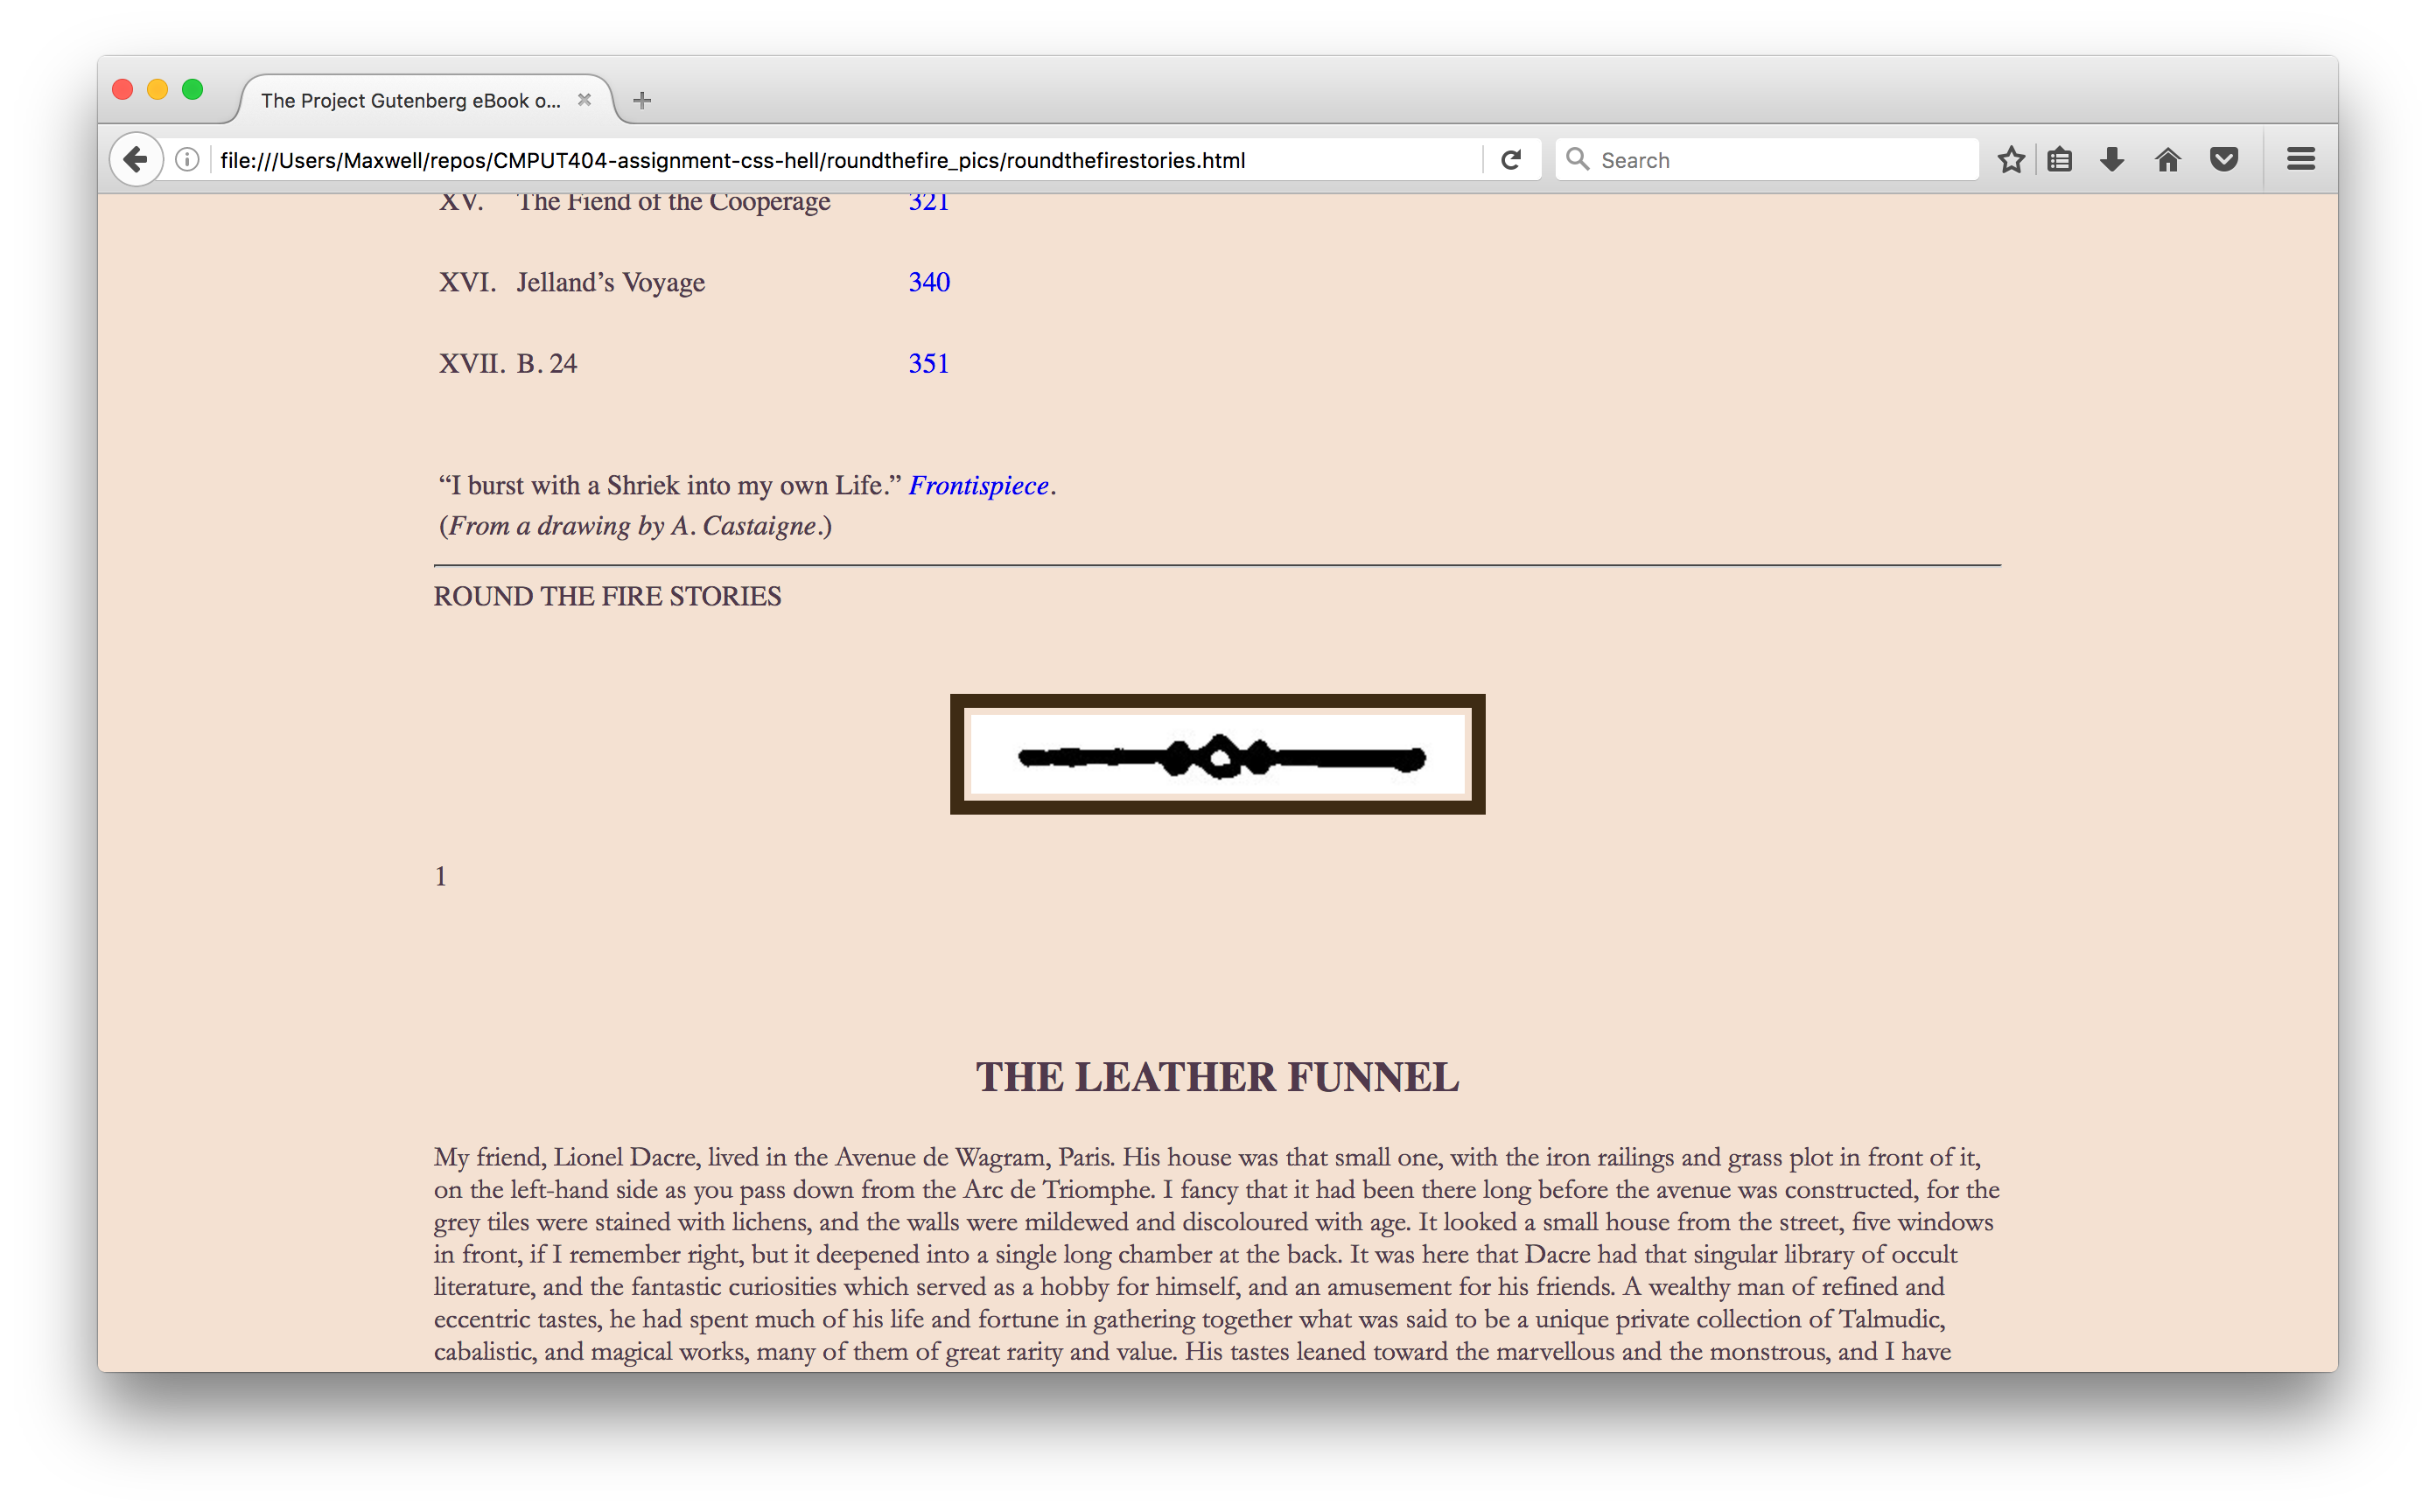 The Project Gutenberg eBook o...
file:///Users/Maxwell/repos/CMPUT404-assignment-css-hell/roundthefire_pics/roundthefirestories.html
Search
XV. The Fiend of the Cooperage 321
XVI. Jelland’s Voyage 340
XVII. B. 24 351
“I burst with a Shriek into my own Life.” Frontispiece.
(From a drawing by A. Castaigne.)
ROUND THE FIRE STORIES
1
THE LEATHER FUNNEL
My friend, Lionel Dacre, lived in the Avenue de Wagram, Paris. His house was that small one, with the iron railings and grass plot in front of it,
on the left-hand side as you pass down from the Arc de Triomphe. I fancy that it had been there long before the avenue was constructed, for the
grey tiles were stained with lichens, and the walls were mildewed and discoloured with age. It looked a small house from the street, five windows
in front, if I remember right, but it deepened into a single long chamber at the back. It was here that Dacre had that singular library of occult
literature, and the fantastic curiosities which served as a hobby for himself, and an amusement for his friends. A wealthy man of refined and
eccentric tastes, he had spent much of his life and fortune in gathering together what was said to be a unique private collection of Talmudic,
cabalistic, and magical works, many of them of great rarity and value. His tastes leaned toward the marvellous and the monstrous, and I have